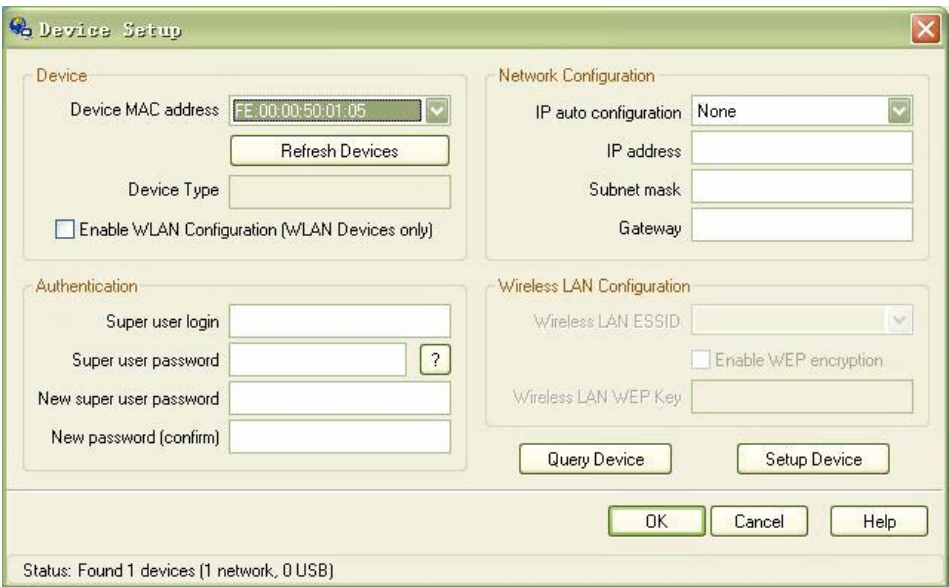 Device Setup
Device
Device MAC address FE:00:00:50:01:05
Refresh Devices
Device Type
Enable WLAN Configuration (WLAN Devices only)
Authentication
Super user login
Super user password ?
New super user password
New password (confirm)
Network Configuration
IP auto configuration None
IP address
Subnet mask
Gateway
Wireless LAN Configuration
Wireless LAN ESSID
Enable WEP encryption
Wireless LAN WEP Key
Query Device Setup Device
OK Cancel Help
Status: Found 1 devices (1 network, 0 USB)